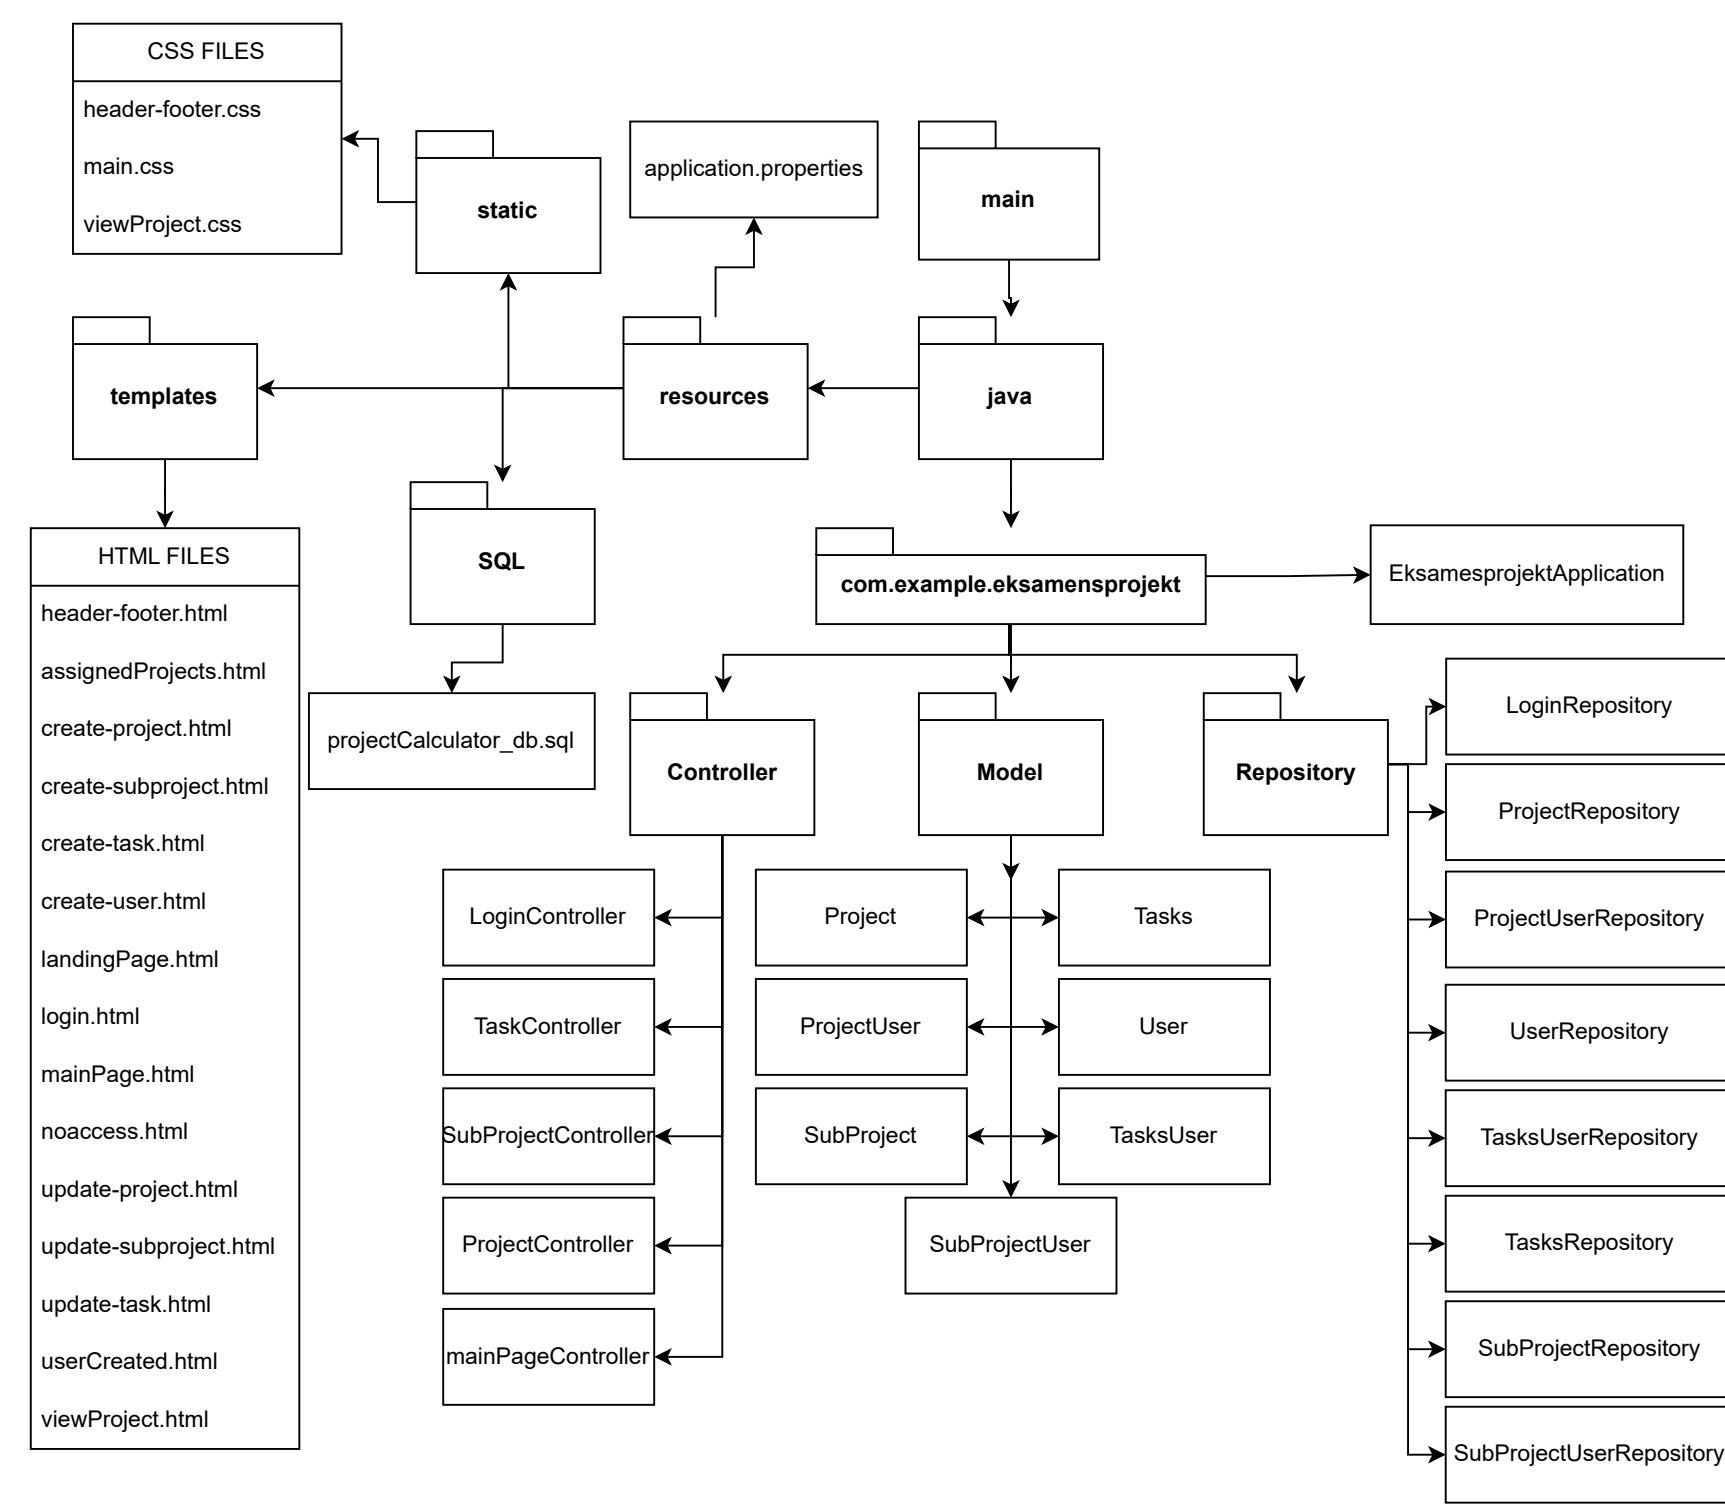 CSS FILES
header-footer.css
main.css
viewProject.css
static
application.properties
main
templates
resources
java
HTML FILES
header-footer.html
assignedProjects.html
create-project.html
create-subproject.html
create-task.html
create-user.html
landingPage.html
login.html
mainPage.html
noaccess.html
update-project.html
update-subproject.html
update-task.html
userCreated.html
viewProject.html
SQL
projectCalculator_db.sql
com.example.eksamensprojekt
EksamesprojektApplication
Controller
Model
Repository
LoginController
TaskController
SubProjectController
ProjectController
mainPageController
Project
Tasks
ProjectUser
User
SubProject
TasksUser
SubProjectUser
LoginRepository
ProjectRepository
ProjectUserRepository
UserRepository
TasksUserRepository
TasksRepository
SubProjectRepository
SubProjectUserRepository